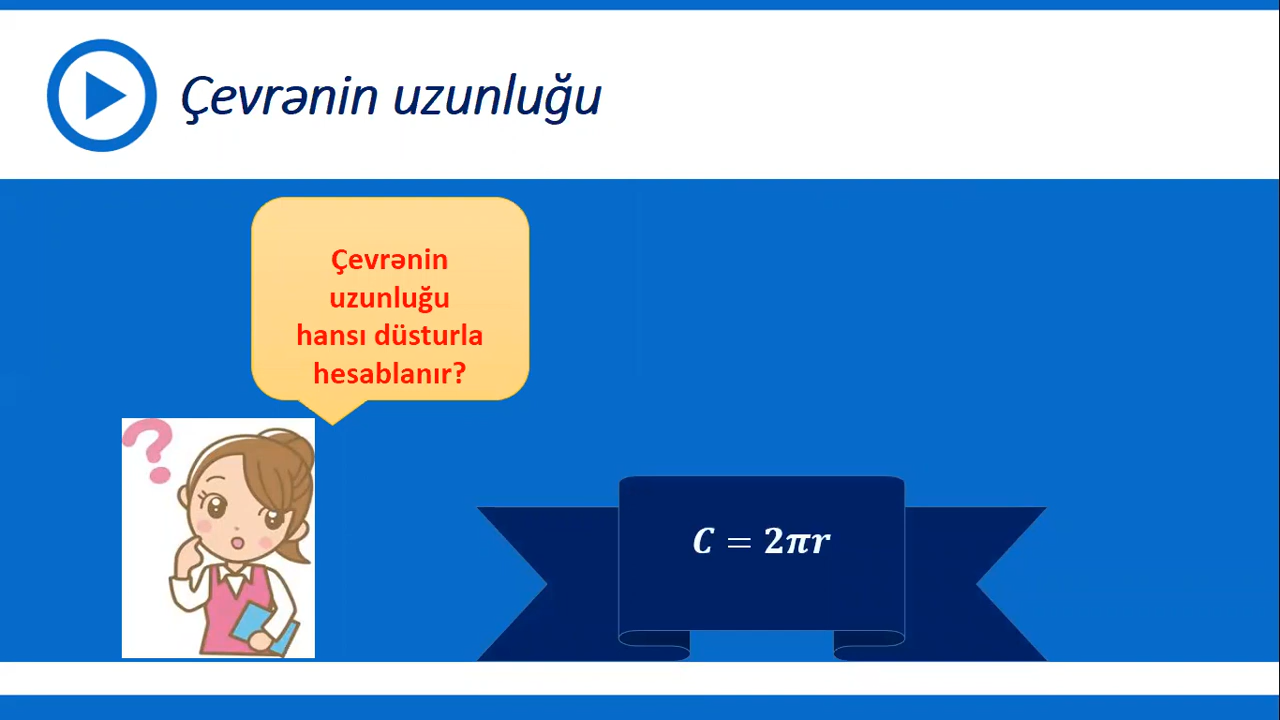 Çevrənin uzunluğu
Çevrənin
uzunluğu
hansı düsturla
hesablanır?
?
C = 2πr